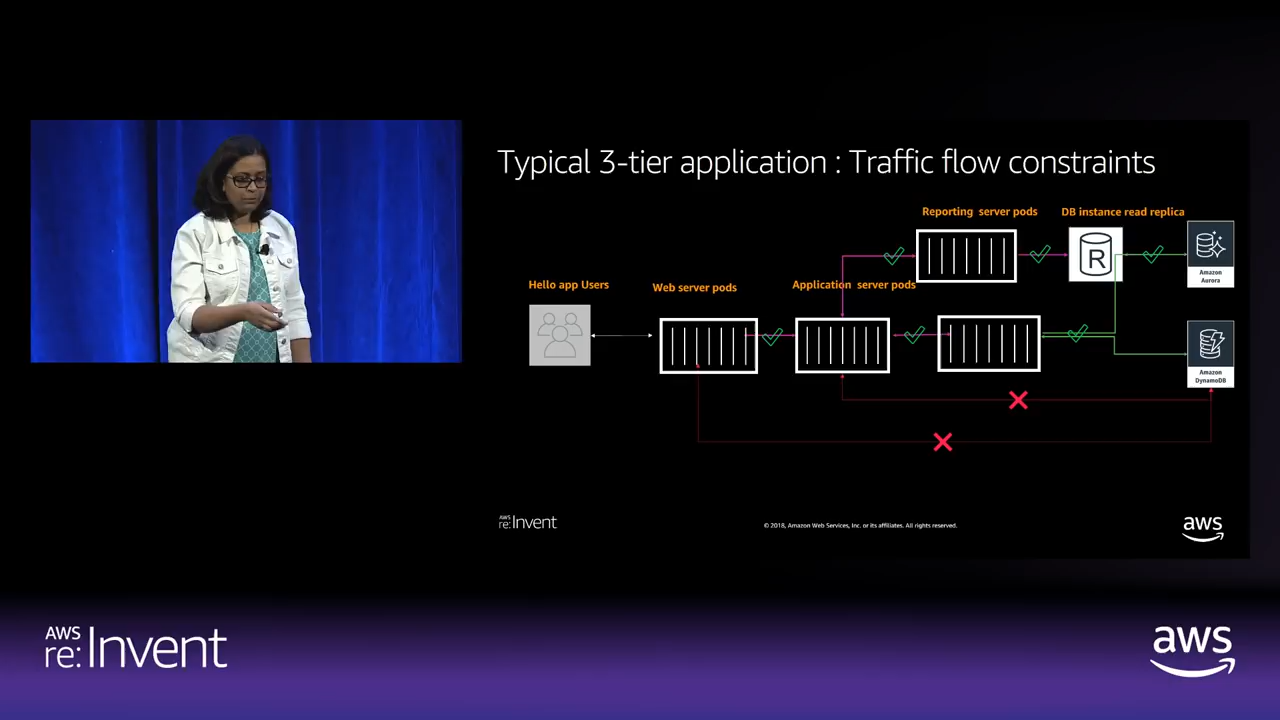 Typical 3-tier application : Traffic flow constraints
Reporting server pods
DB instance read replica
Hello app Users
Web server pods
Application server pods
R
Amazon
Aurora
Amazon
DynamoDB
AWS
re:Invent
© 2018, Amazon Web Services, Inc. or its affiliates. All rights reserved.
aws
AWS
re:Invent
aws